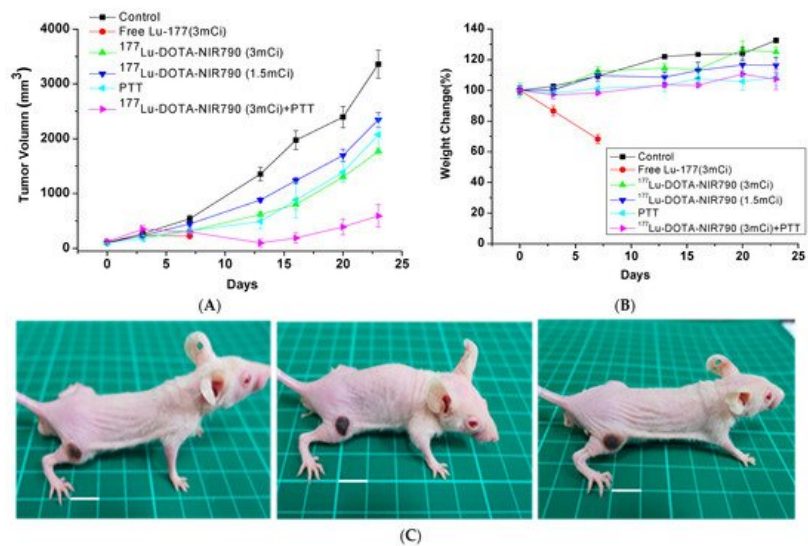 Control
Free Lu-177(3mCi)
¹⁷⁷Lu-DOTA-NIR790 (3mCi)
¹⁷⁷Lu-DOTA-NIR790 (1.5mCi)
PTT
¹⁷⁷Lu-DOTA-NIR790 (3mCi)+PTT
Tumor Volumn (mm³)
4000
3000
2000
1000
0
0 5 10 15 20 25
Days
(A)
Weight Change(%)
140
120
100
80
60
40
20
0
Control
Free Lu-177(3mCi)
¹⁷⁷Lu-DOTA-NIR790 (3mCi)
¹⁷⁷Lu-DOTA-NIR790 (1.5mCi)
PTT
¹⁷⁷Lu-DOTA-NIR790 (3mCi)+PTT
0 5 10 15 20 25
Days
(B)
(C)